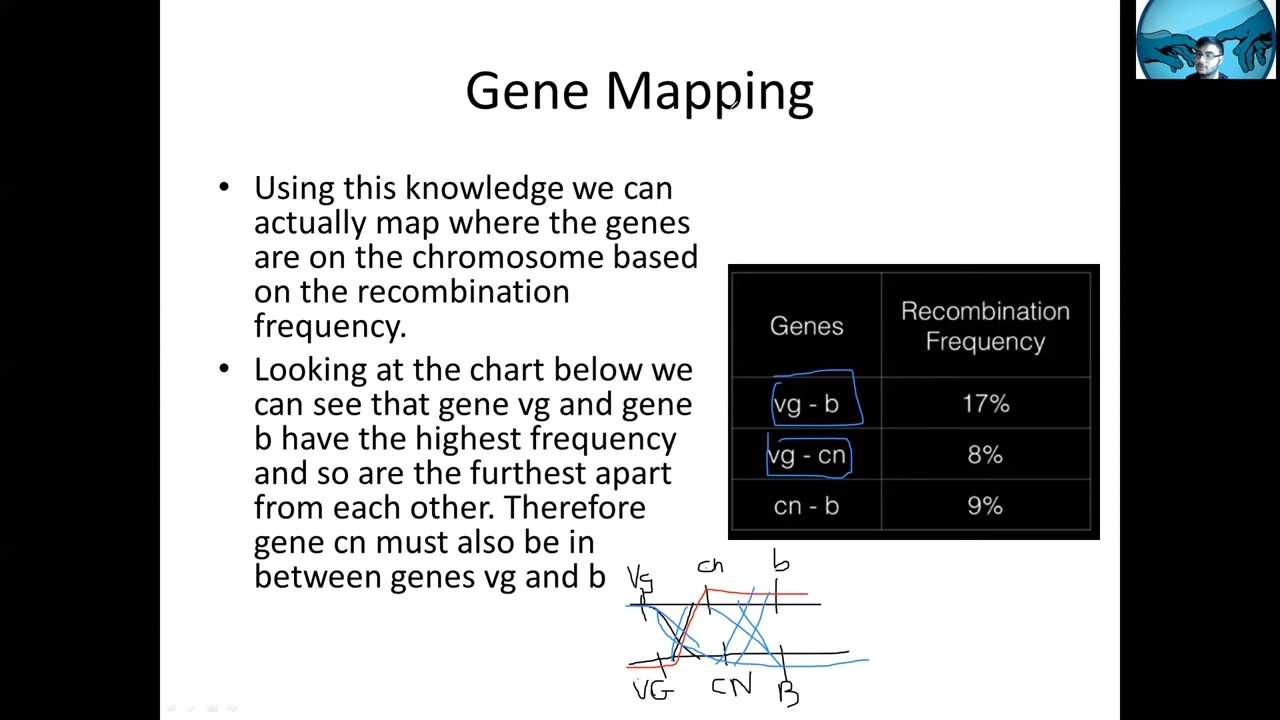 Gene Mapping
• Using this knowledge we can
actually map where the genes
are on the chromosome based
on the recombination
frequency.
• Looking at the chart below we
can see that gene vg and gene
b have the highest frequency
and so are the furthest apart
from each other. Therefore
gene cn must also be in
between genes vg and b
Genes Recombination
Frequency
vg - b 17%
vg - cn 8%
cn - b 9%
Vg cn b
VG CN B